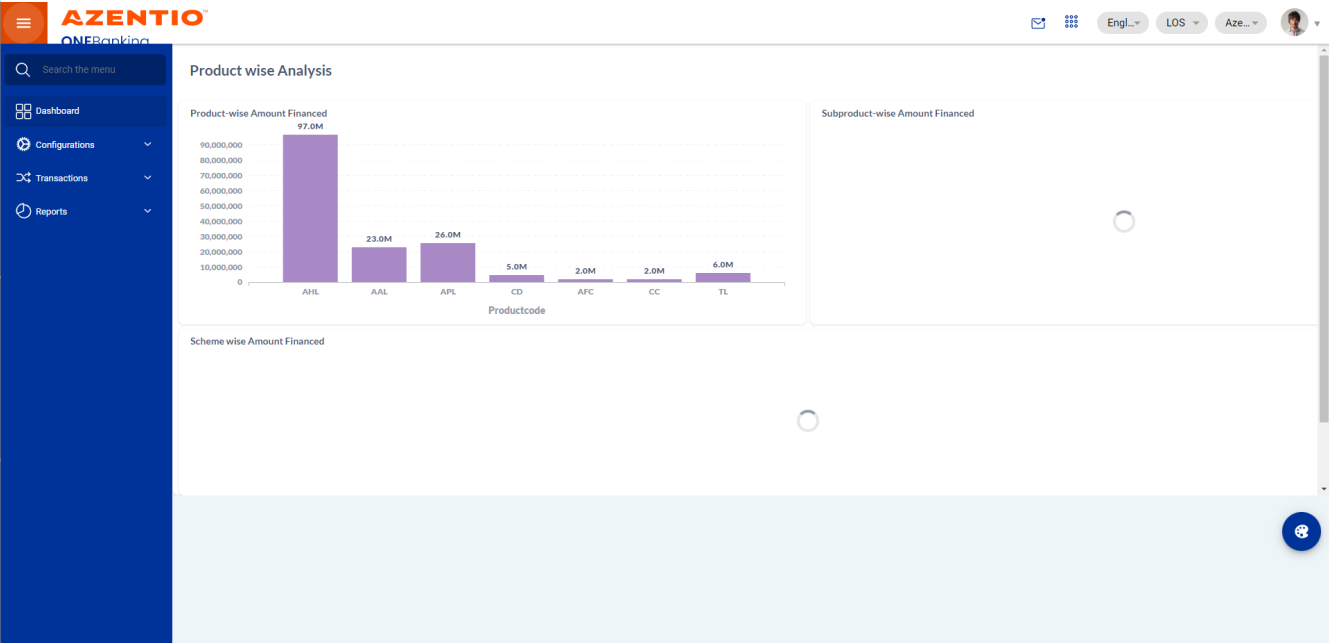 AZENTIO™
ONEBanking
Engl...
LOS
Aze...
Search the menu
Dashboard
Configurations
Transactions
Reports
Product wise Analysis
Product-wise Amount Financed
97.0M
90,000,000
80,000,000
70,000,000
60,000,000
50,000,000
40,000,000
30,000,000
20,000,000
10,000,000
0
23.0M
26.0M
5.0M
2.0M
2.0M
6.0M
AHL
AAL
APL
CD
AFC
CC
TL
Productcode
Subproduct-wise Amount Financed
Scheme wise Amount Financed